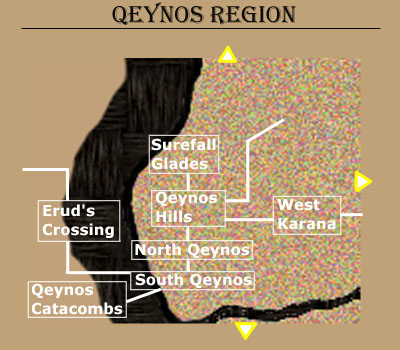 QEYNOS REGION
Surefall
Glades
Qeynos
Hills
West
Karana
Erud's
Crossing
North Qeynos
South Qeynos
Qeynos
Catacombs